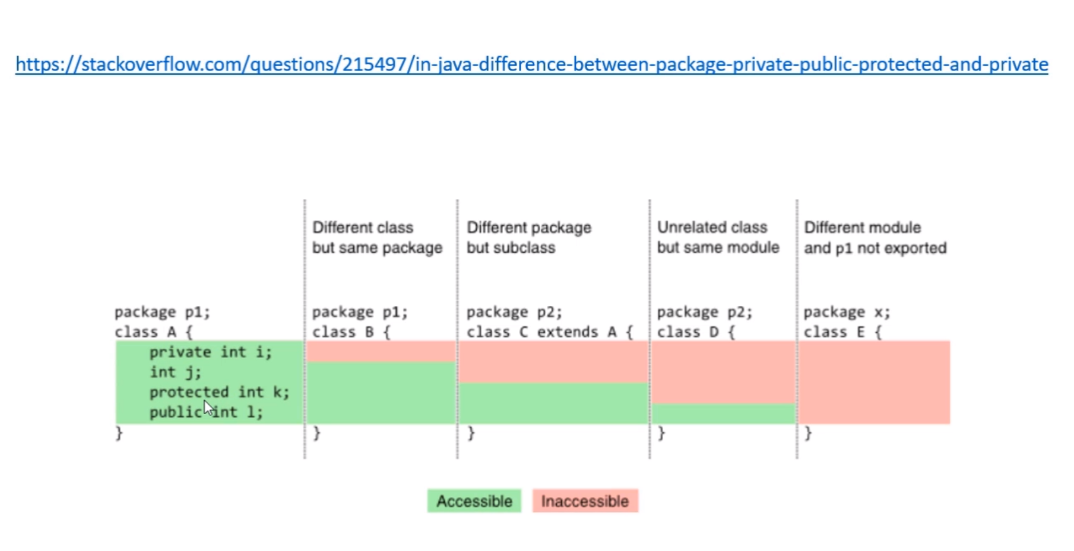 https://stackoverflow.com/questions/215497/in-java-difference-between-package-private-public-protected-and-private
Different class
but same package
Different package
but subclass
Unrelated class
but same module
Different module
and p1 not exported
package p1;
class A {
private int i;
int j;
protected int k;
public int l;
}
package p1;
class B {
}
package p2;
class C extends A {
}
package p2;
class D {
}
package x;
class E {
}
Accessible
Inaccessible